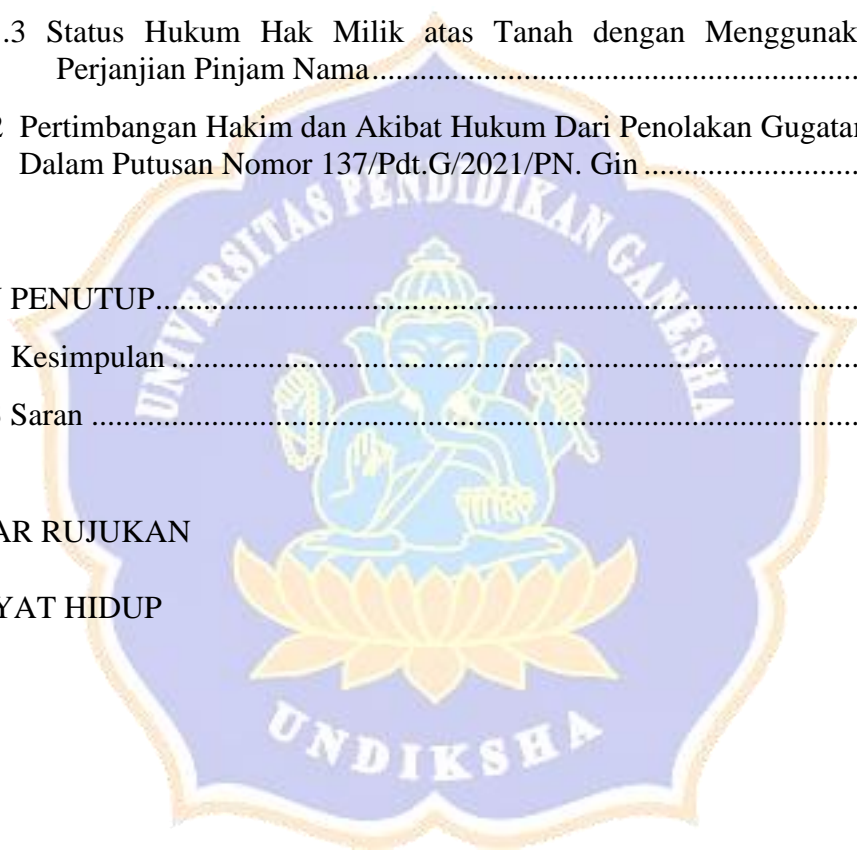 .3 Status Hukum Hak Milik atas Tanah dengan Menggunak
Perjanjian Pinjam Nama..........................................................
2 Pertimbangan Hakim dan Akibat Hukum Dari Penolakan Gugatan
Dalam Putusan Nomor 137/Pdt.G/2021/PN. Gin..........................
PENUTUP......................................................................................
Kesimpulan....................................................................................
Saran.............................................................................................
AR RUJUKAN
YAT HIDUP
UNIVERSITAS PENDIDIKAN GANESHA
UNDIKSHA